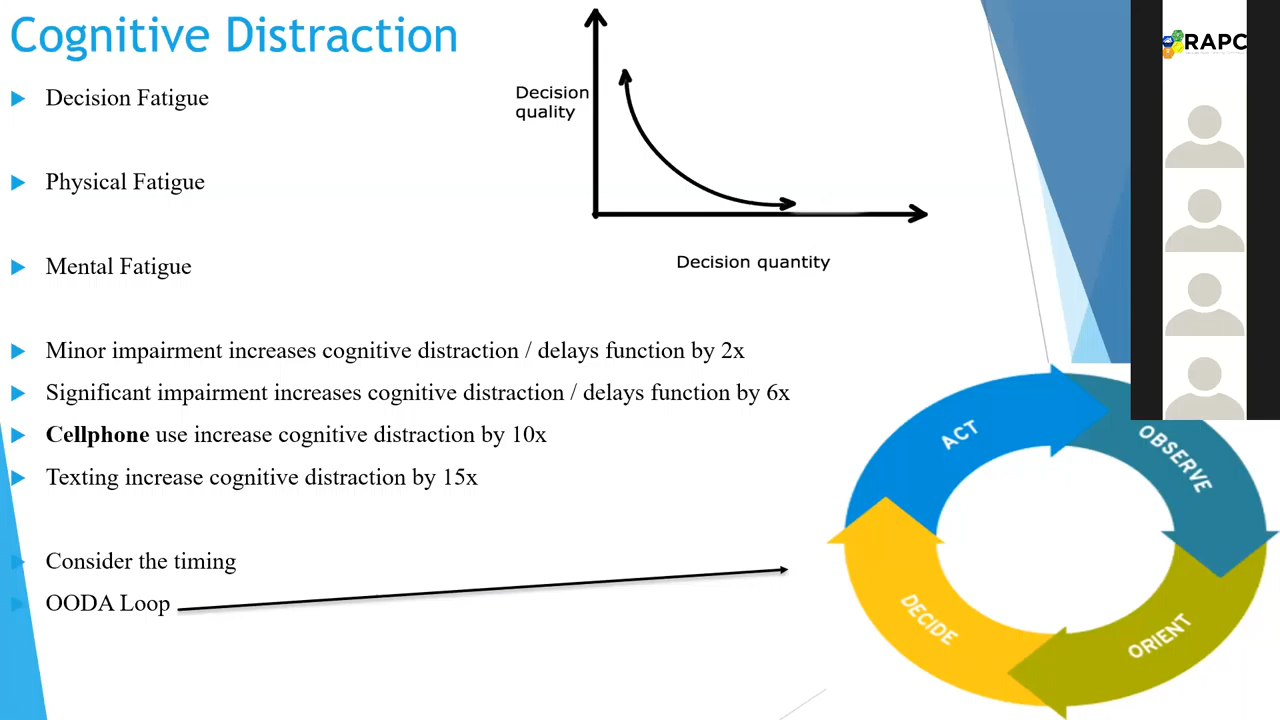 Cognitive Distraction
Decision Fatigue
Physical Fatigue
Mental Fatigue
Minor impairment increases cognitive distraction / delays function by 2x
Significant impairment increases cognitive distraction / delays function by 6x
Cellphone use increase cognitive distraction by 10x
Texting increase cognitive distraction by 15x
Consider the timing
OODA Loop
Decision
quality
Decision quantity
RAPC
ACT
OBSERVE
ORIENT
DECIDE